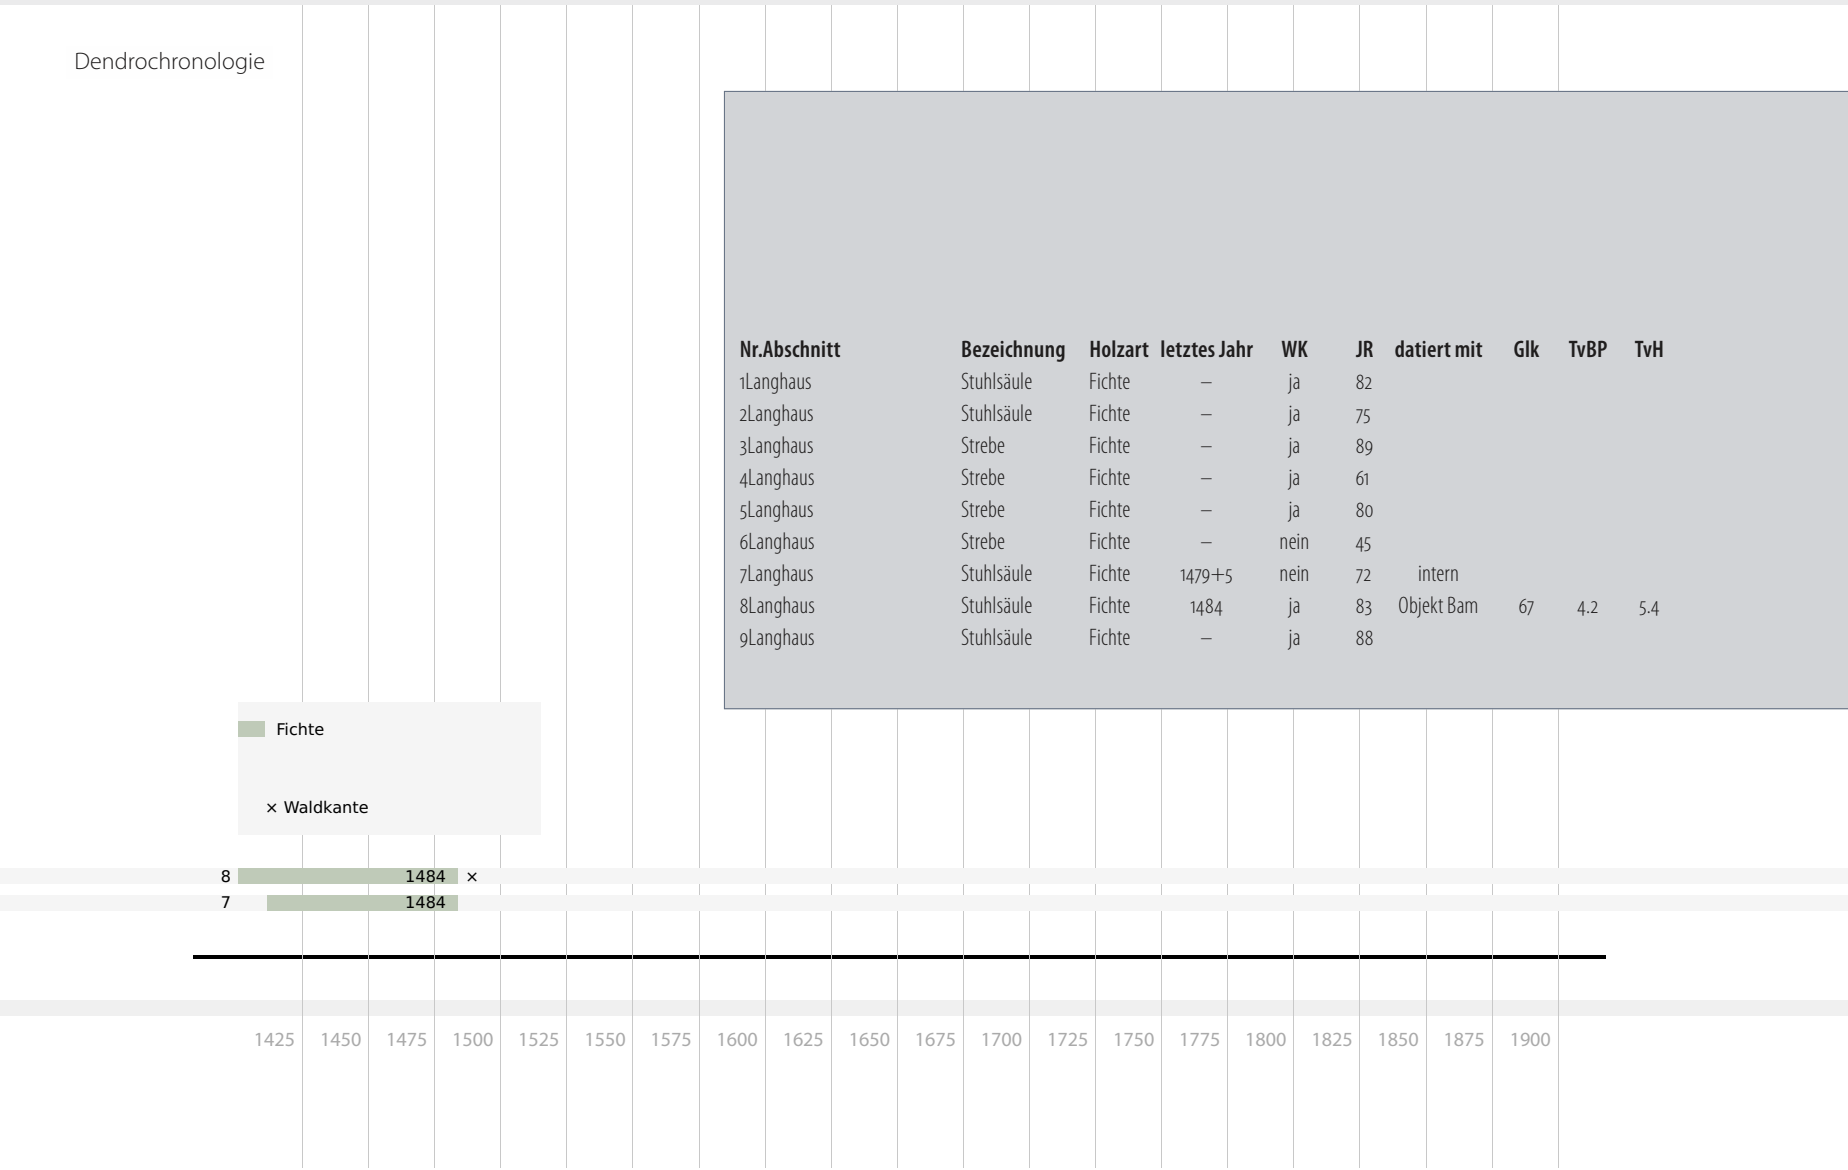 Dendrochronologie
Nr.Abschnitt Bezeichnung Holzart letztes Jahr WK JR datiert mit Glk TvBP TvH
1Langhaus Stuhlsäule Fichte – ja 82
2Langhaus Stuhlsäule Fichte – ja 75
3Langhaus Strebe Fichte – ja 89
4Langhaus Strebe Fichte – ja 61
5Langhaus Strebe Fichte – ja 80
6Langhaus Strebe Fichte – nein 45
7Langhaus Stuhlsäule Fichte 1479+5 nein 72 intern
8Langhaus Stuhlsäule Fichte 1484 ja 83 Objekt Bam 67 4.2 5.4
9Langhaus Stuhlsäule Fichte – ja 88
Fichte
× Waldkante
8 1484 ×
7 1484
1425 1450 1475 1500 1525 1550 1575 1600 1625 1650 1675 1700 1725 1750 1775 1800 1825 1850 1875 1900